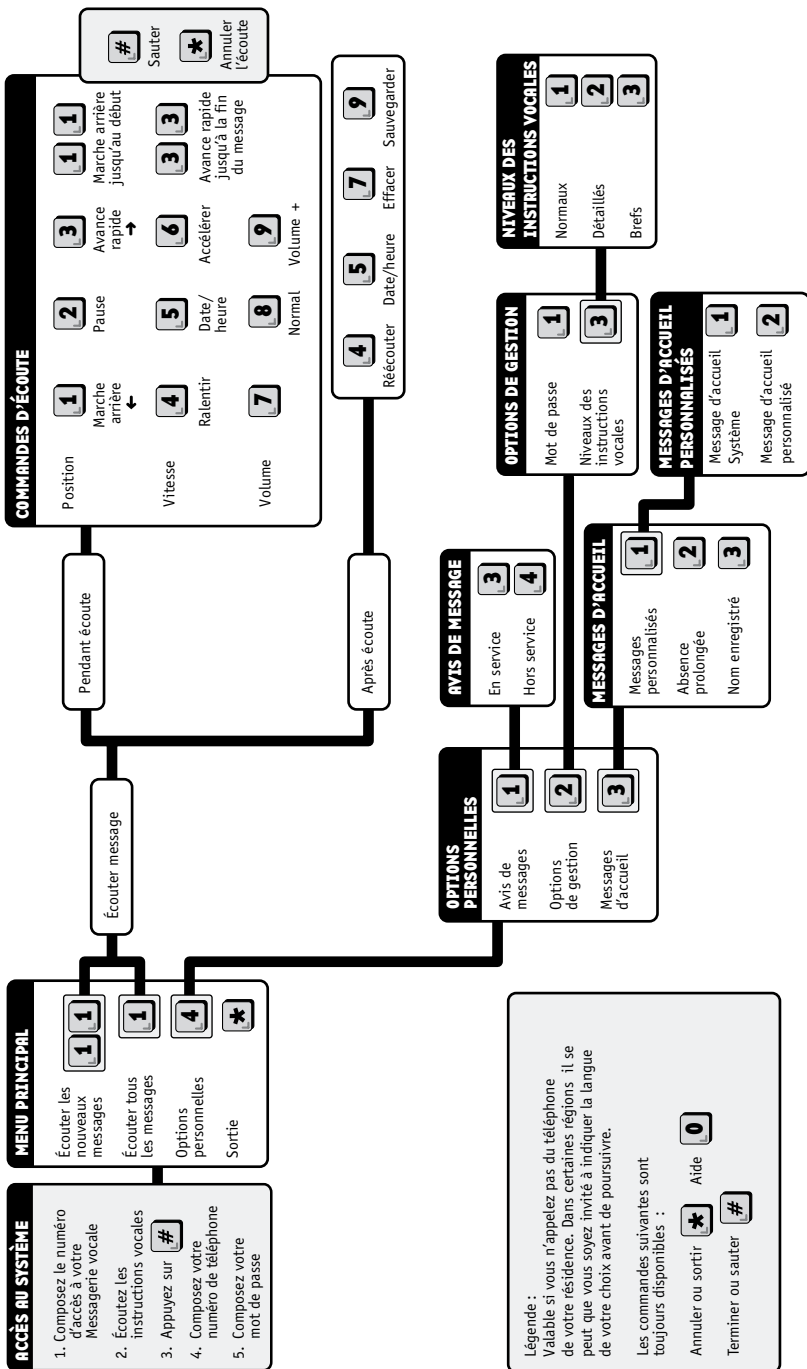 ACCÈS AU SYSTÈME
1. Composez le numéro
d'accès à votre
Messagerie vocale
2. Écoutez les
instructions vocales
3. Appuyez sur #
4. Composez votre
numéro de téléphone
5. Composez votre
mot de passe
MENU PRINCIPAL
Écouter les
nouveaux
messages
1 1
Écouter tous
les messages
1
Options
personnelles
4
Sortie
*
Écouter message
Pendant écoute
Après écoute
COMMANDES D'ÉCOUTE
Position
1
Marche
arrière
←
2
Pause
3
Avance
rapide
→
1 1
Marche arrière
jusqu'au début
Vitesse
4
Ralentir
5
Date/
heure
6
Accélérer
3 3
Avance rapide
jusqu'à la fin
du message
Volume
7
8
Normal
9
Volume +
#
Sauter
*
Annuler
l'écoute
4
Réécouter
5
Date/heure
7
Effacer
9
Sauvegarder
OPTIONS
PERSONNELLES
Avis de
messages
1
Options
de gestion
2
Messages
d'accueil
3
AVIS DE MESSAGE
En service
3
Hors service
4
OPTIONS DE GESTION
Mot de passe
1
Niveaux des
instructions
vocales
3
NIVEAUX DES
INSTRUCTIONS VOCALES
Normaux
1
Détaillés
2
Brefs
3
MESSAGES D'ACCUEIL
Messages
personnalisés
1
Absence
prolongée
2
Nom enregistré
3
MESSAGES D'ACCUEIL
PERSONNALISÉS
Message d'accueil
Système
1
Message d'accueil
personnalisé
2
Légende :
Valable si vous n'appelez pas du téléphone
de votre résidence. Dans certaines régions il se
peut que vous soyez invité à indiquer la langue
de votre choix avant de poursuivre.
Les commandes suivantes sont
toujours disponibles :
Annuler ou sortir * Aide 0
Terminer ou sauter #